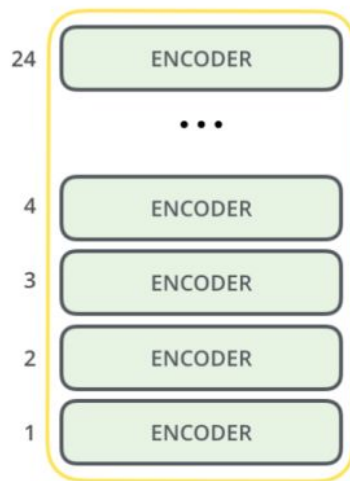 24 ENCODER
...
4 ENCODER
3 ENCODER
2 ENCODER
1 ENCODER